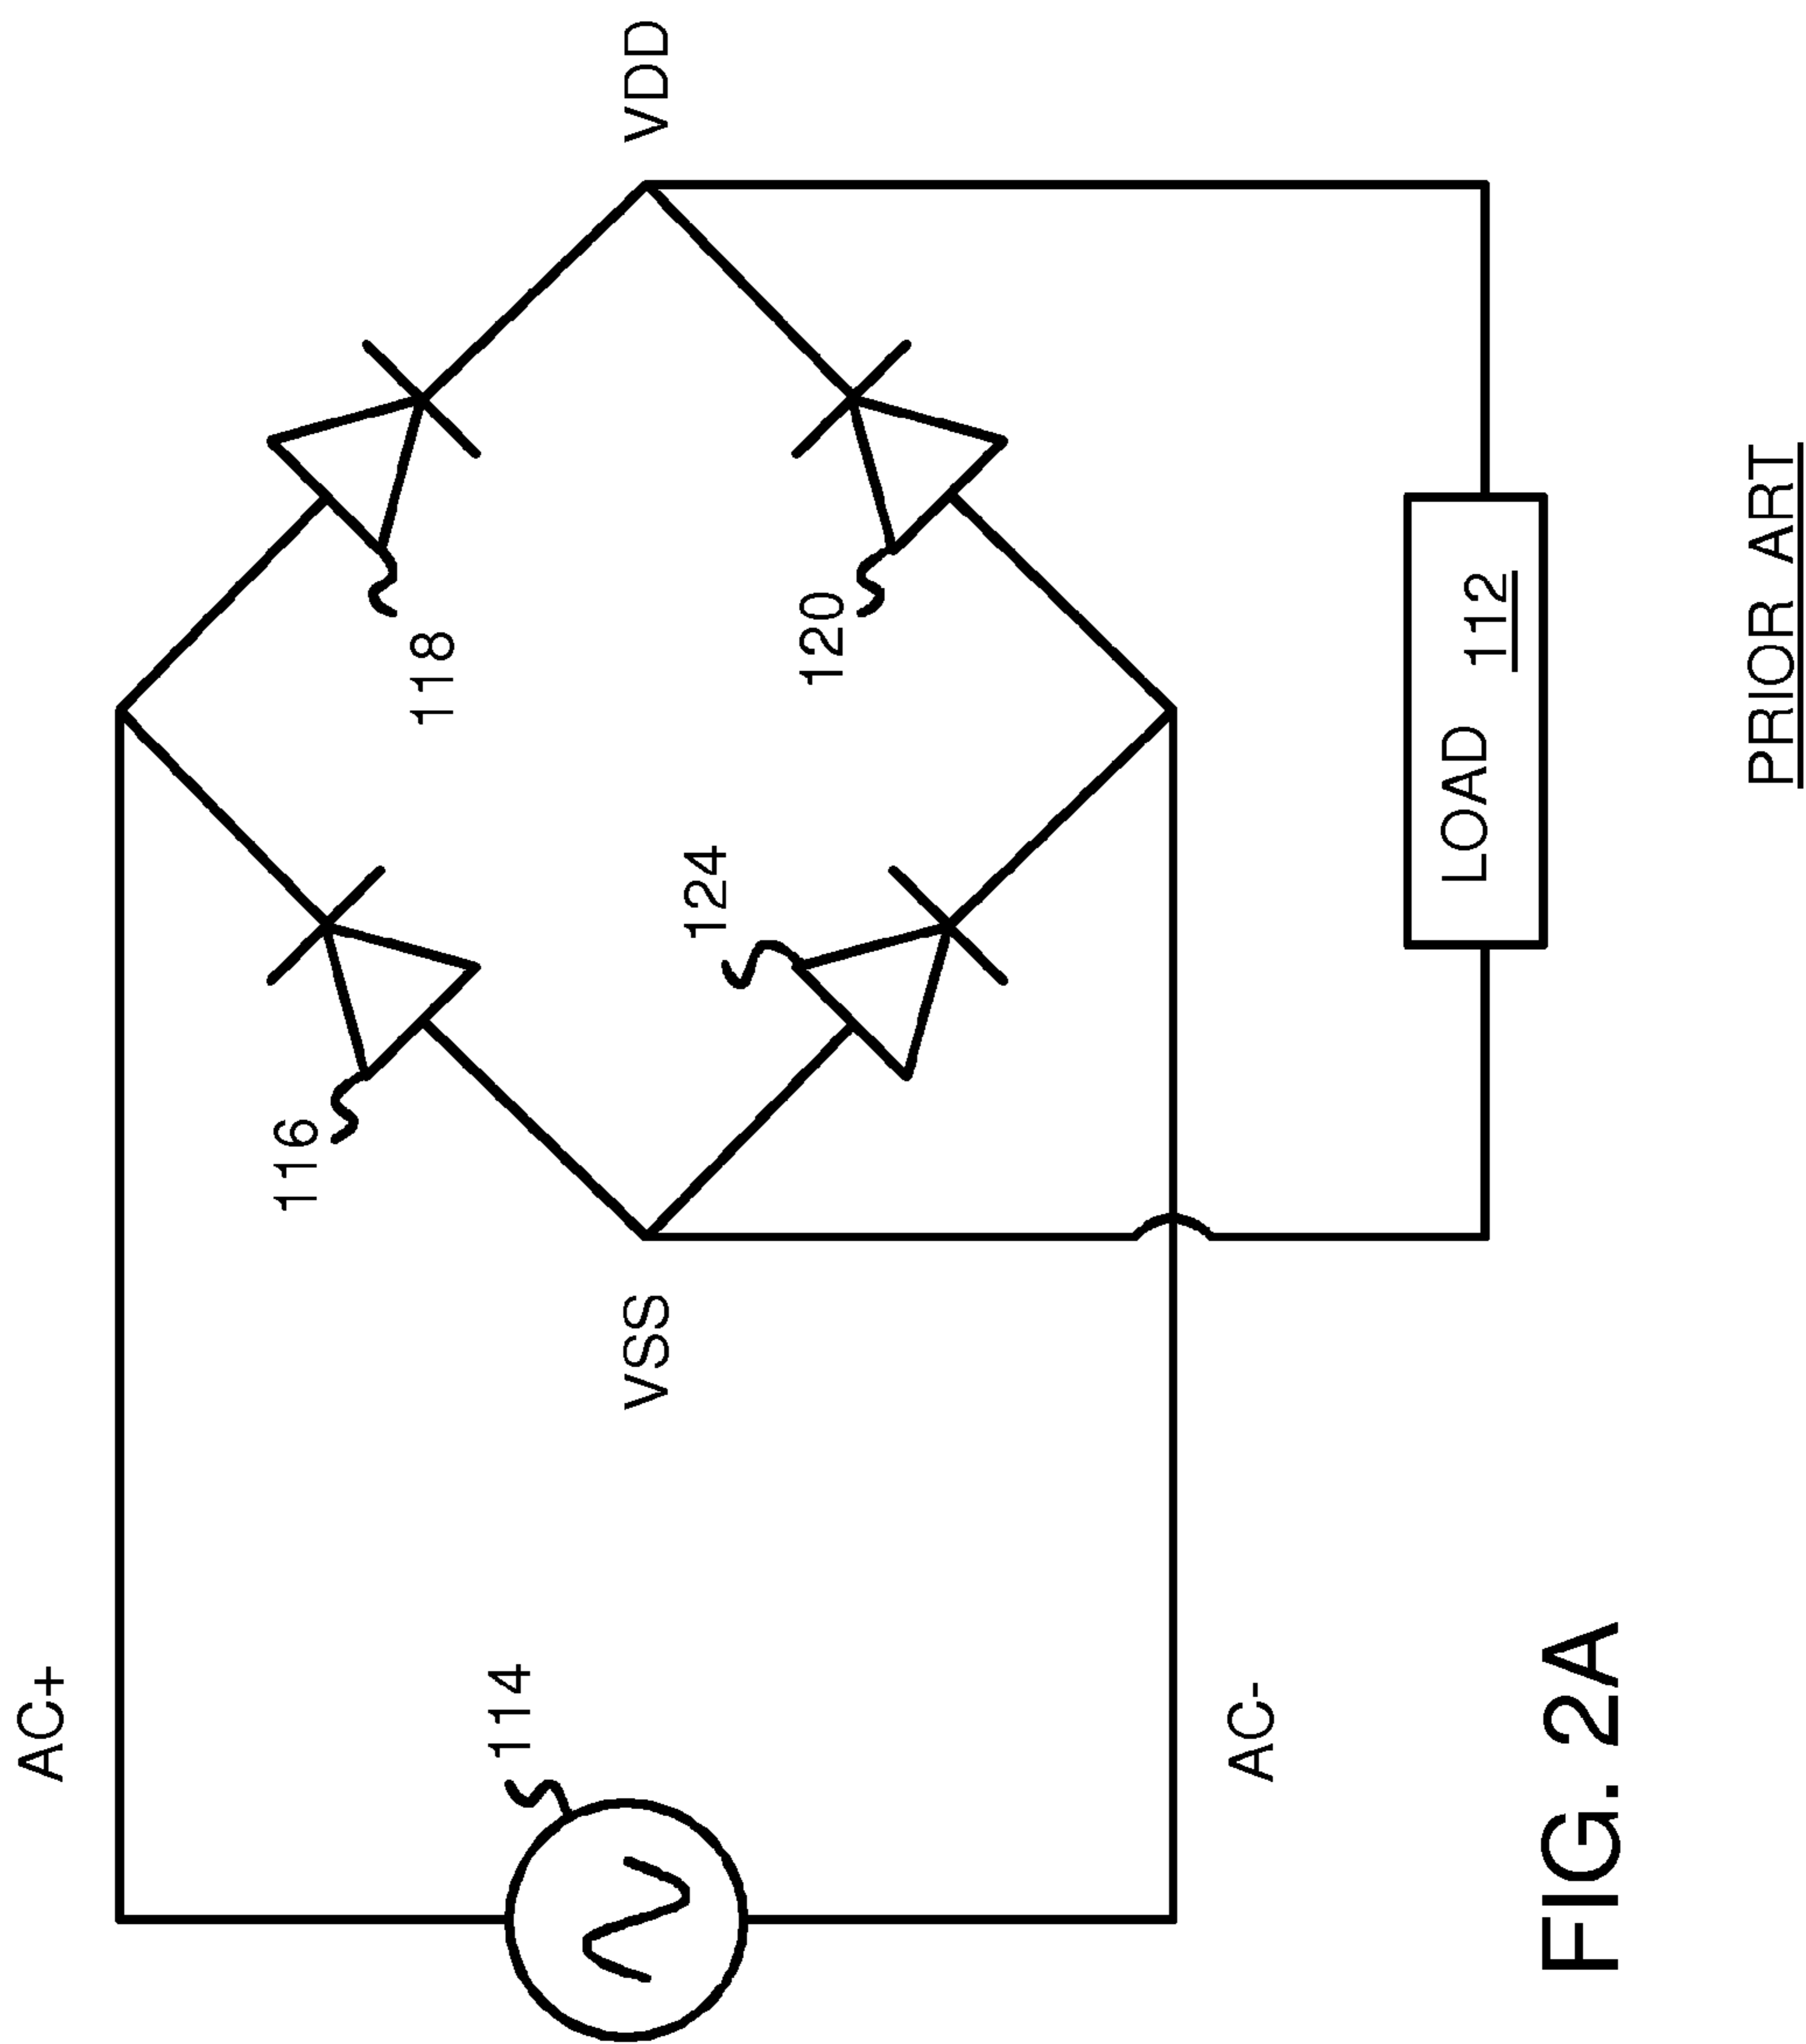 AC+
114
AC-
VSS
VDD
116
118
124
120
LOAD 112
FIG. 2A
PRIOR ART